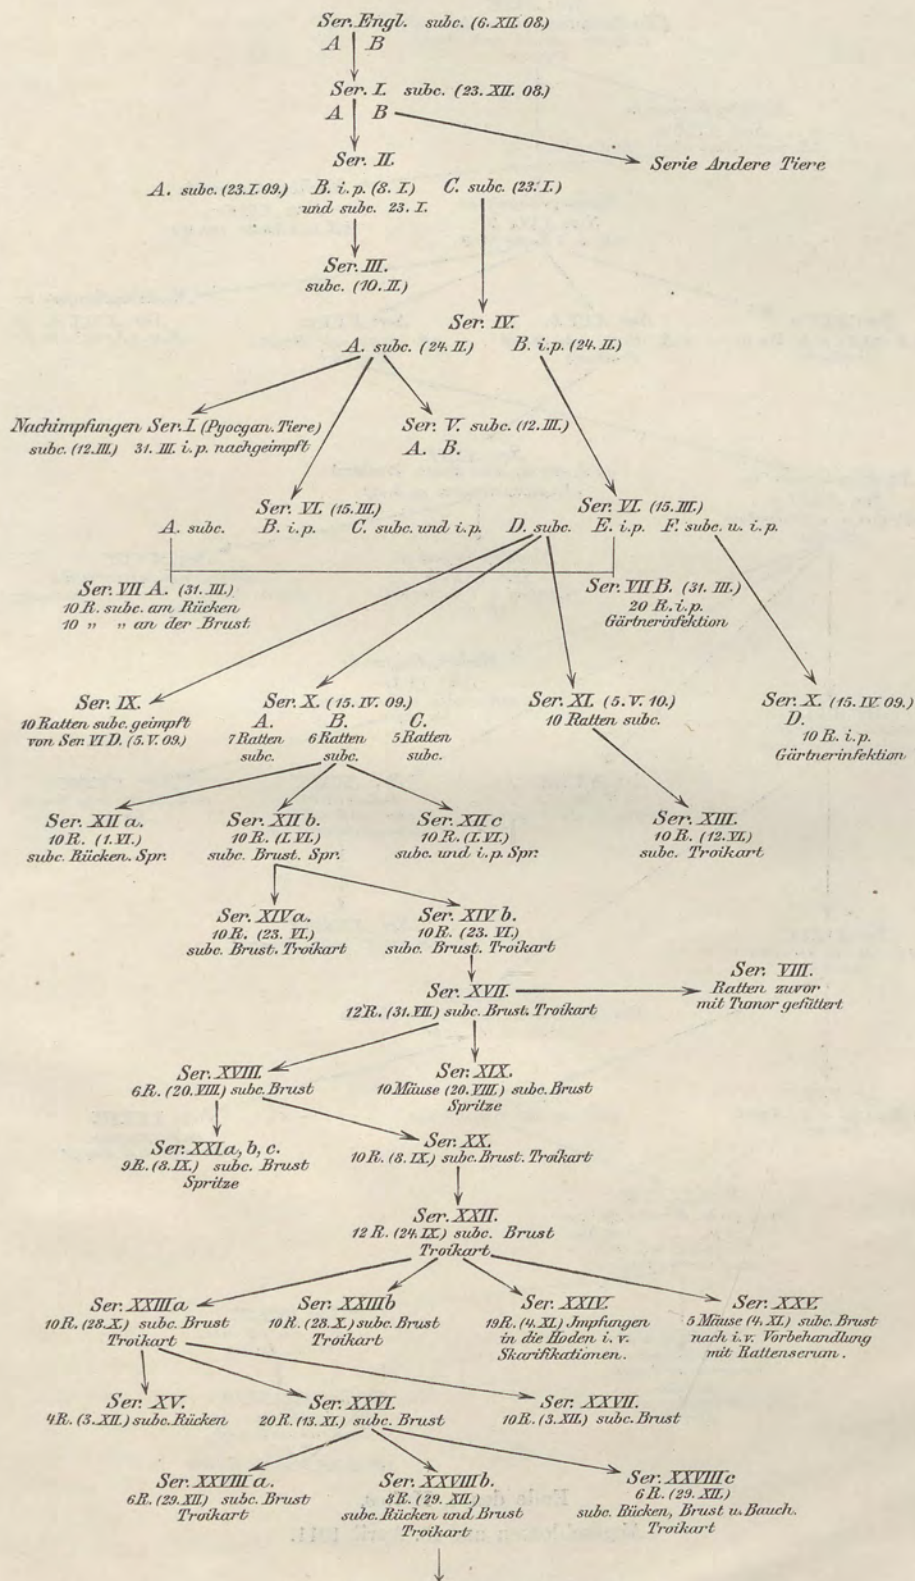 Ser. Engl. subc. (6. XII. 08.)
A B
Ser. I. subc. (23. XII. 08.)
A B
Ser. II.
Serie Andere Tiere
A. subc. (23. I. 09.) B. i. p. (8. I.) C. subc. (23. I.)
und subc. 23. I.
Ser. III.
subc. (10. II.)
Ser. IV.
A. subc. (24. II.) B. i. p. (24. II.)
Nachimpfungen Ser. I (Pyocyan. Tiere)
subc. (12. III.) 31. III. i. p. nachgeimpft
Ser. V. subc. (12. III.)
A. B.
Ser. VI. (15. III.)
A. subc. B. i. p. C. subc. und i. p.
Ser. VI. (15. III.)
D. subc. E. i. p. F. subc. u. i. p.
Ser. VII A. (31. III.)
10 R. subc. am Rücken
10 „ „ an der Brust
Ser. VII B. (31. III.)
20 R. i. p.
Gärtnerinfektion
Ser. IX.
10 Ratten subc. geimpft
von Ser. VI D. (5. V. 09.)
Ser. X. (15. IV. 09.)
A. B. C.
7 Ratten 6 Ratten 5 Ratten
subc. subc. subc.
Ser. XI. (5. V. 10.)
10 Ratten subc.
Ser. X. (15. IV. 09.)
D.
10 R. i. p.
Gärtnerinfektion
Ser. XII a.
10 R. (1. VI.)
subc. Rücken. Spr.
Ser. XII b.
10 R. (I. VI.)
subc. Brust. Spr.
Ser. XII c
10 R. (I. VI.)
subc. und i. p. Spr.
Ser. XIII.
10 R. (12. VI.)
subc. Troikart
Ser. XIV a.
10 R. (23. VI.)
subc. Brust. Troikart
Ser. XIV b.
10 R. (23. VI.)
subc. Brust. Troikart
Ser. XVII.
12 R. (31. VII.) subc. Brust. Troikart
Ser. VIII.
Ratten zuvor
mit Tumor gefüttert
Ser. XVIII.
6 R. (20. VIII.) subc. Brust
Ser. XIX.
10 Mäuse (20. VIII.) subc. Brust
Spritze
Ser. XXI a, b, c.
9 R. (8. IX.) subc. Brust
Spritze
Ser. XX.
10 R. (8. IX.) subc. Brust. Troikart
Ser. XXII.
12 R. (24. IX.) subc. Brust
Troikart
Ser. XXIII a
10 R. (28. X.) subc. Brust
Troikart
Ser. XXIII b
10 R. (28. X.) subc. Brust
Troikart
Ser. XXIV.
19 R. (4. XI.) Jmpfungen
in die Hoden i. v.
Skarifikationen.
Ser. XXV.
5 Mäuse (4. XI.) subc. Brust
nach i. v. Vorbehandlung
mit Rattenserum.
Ser. XV.
4 R. (3. XII.) subc. Rücken
Ser. XXVI.
20 R. (13. XI.) subc. Brust
Ser. XXVII.
10 R. (3. XII.) subc. Brust
Ser. XXVIII a.
6 R. (29. XII.) subc. Brust
Troikart
Ser. XXVIII b.
8 R. (29. XII.)
subc. Rücken und Brust
Troikart
Ser. XXVIII c
6 R. (29. XII.)
subc. Rücken, Brust u. Bauch.
Troikart